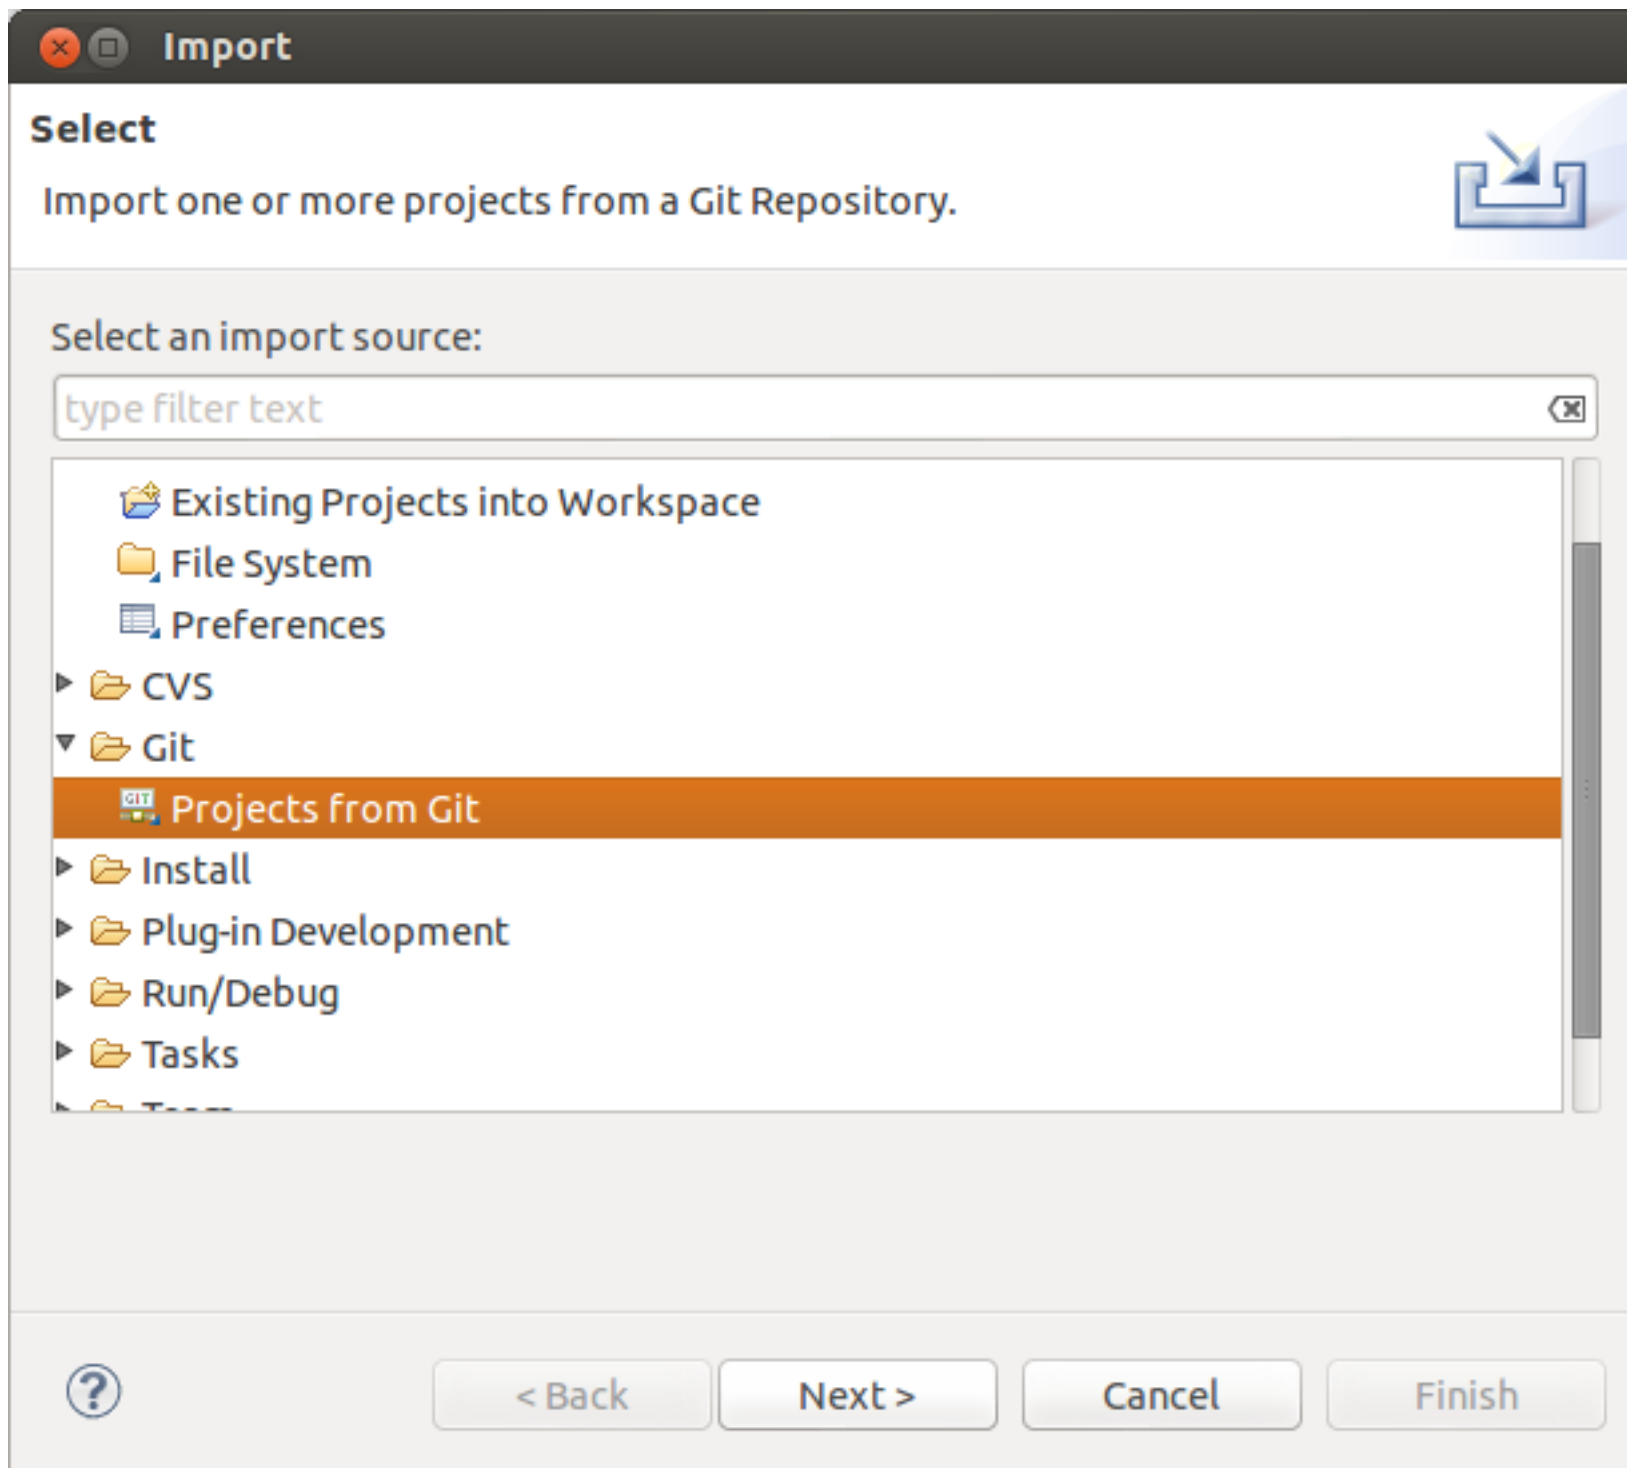 Import
Select
Import one or more projects from a Git Repository.
Select an import source:
type filter text
Existing Projects into Workspace
File System
Preferences
CVS
Git
GIT Projects from Git
Install
Plug-in Development
Run/Debug
Tasks
? < Back Next > Cancel Finish